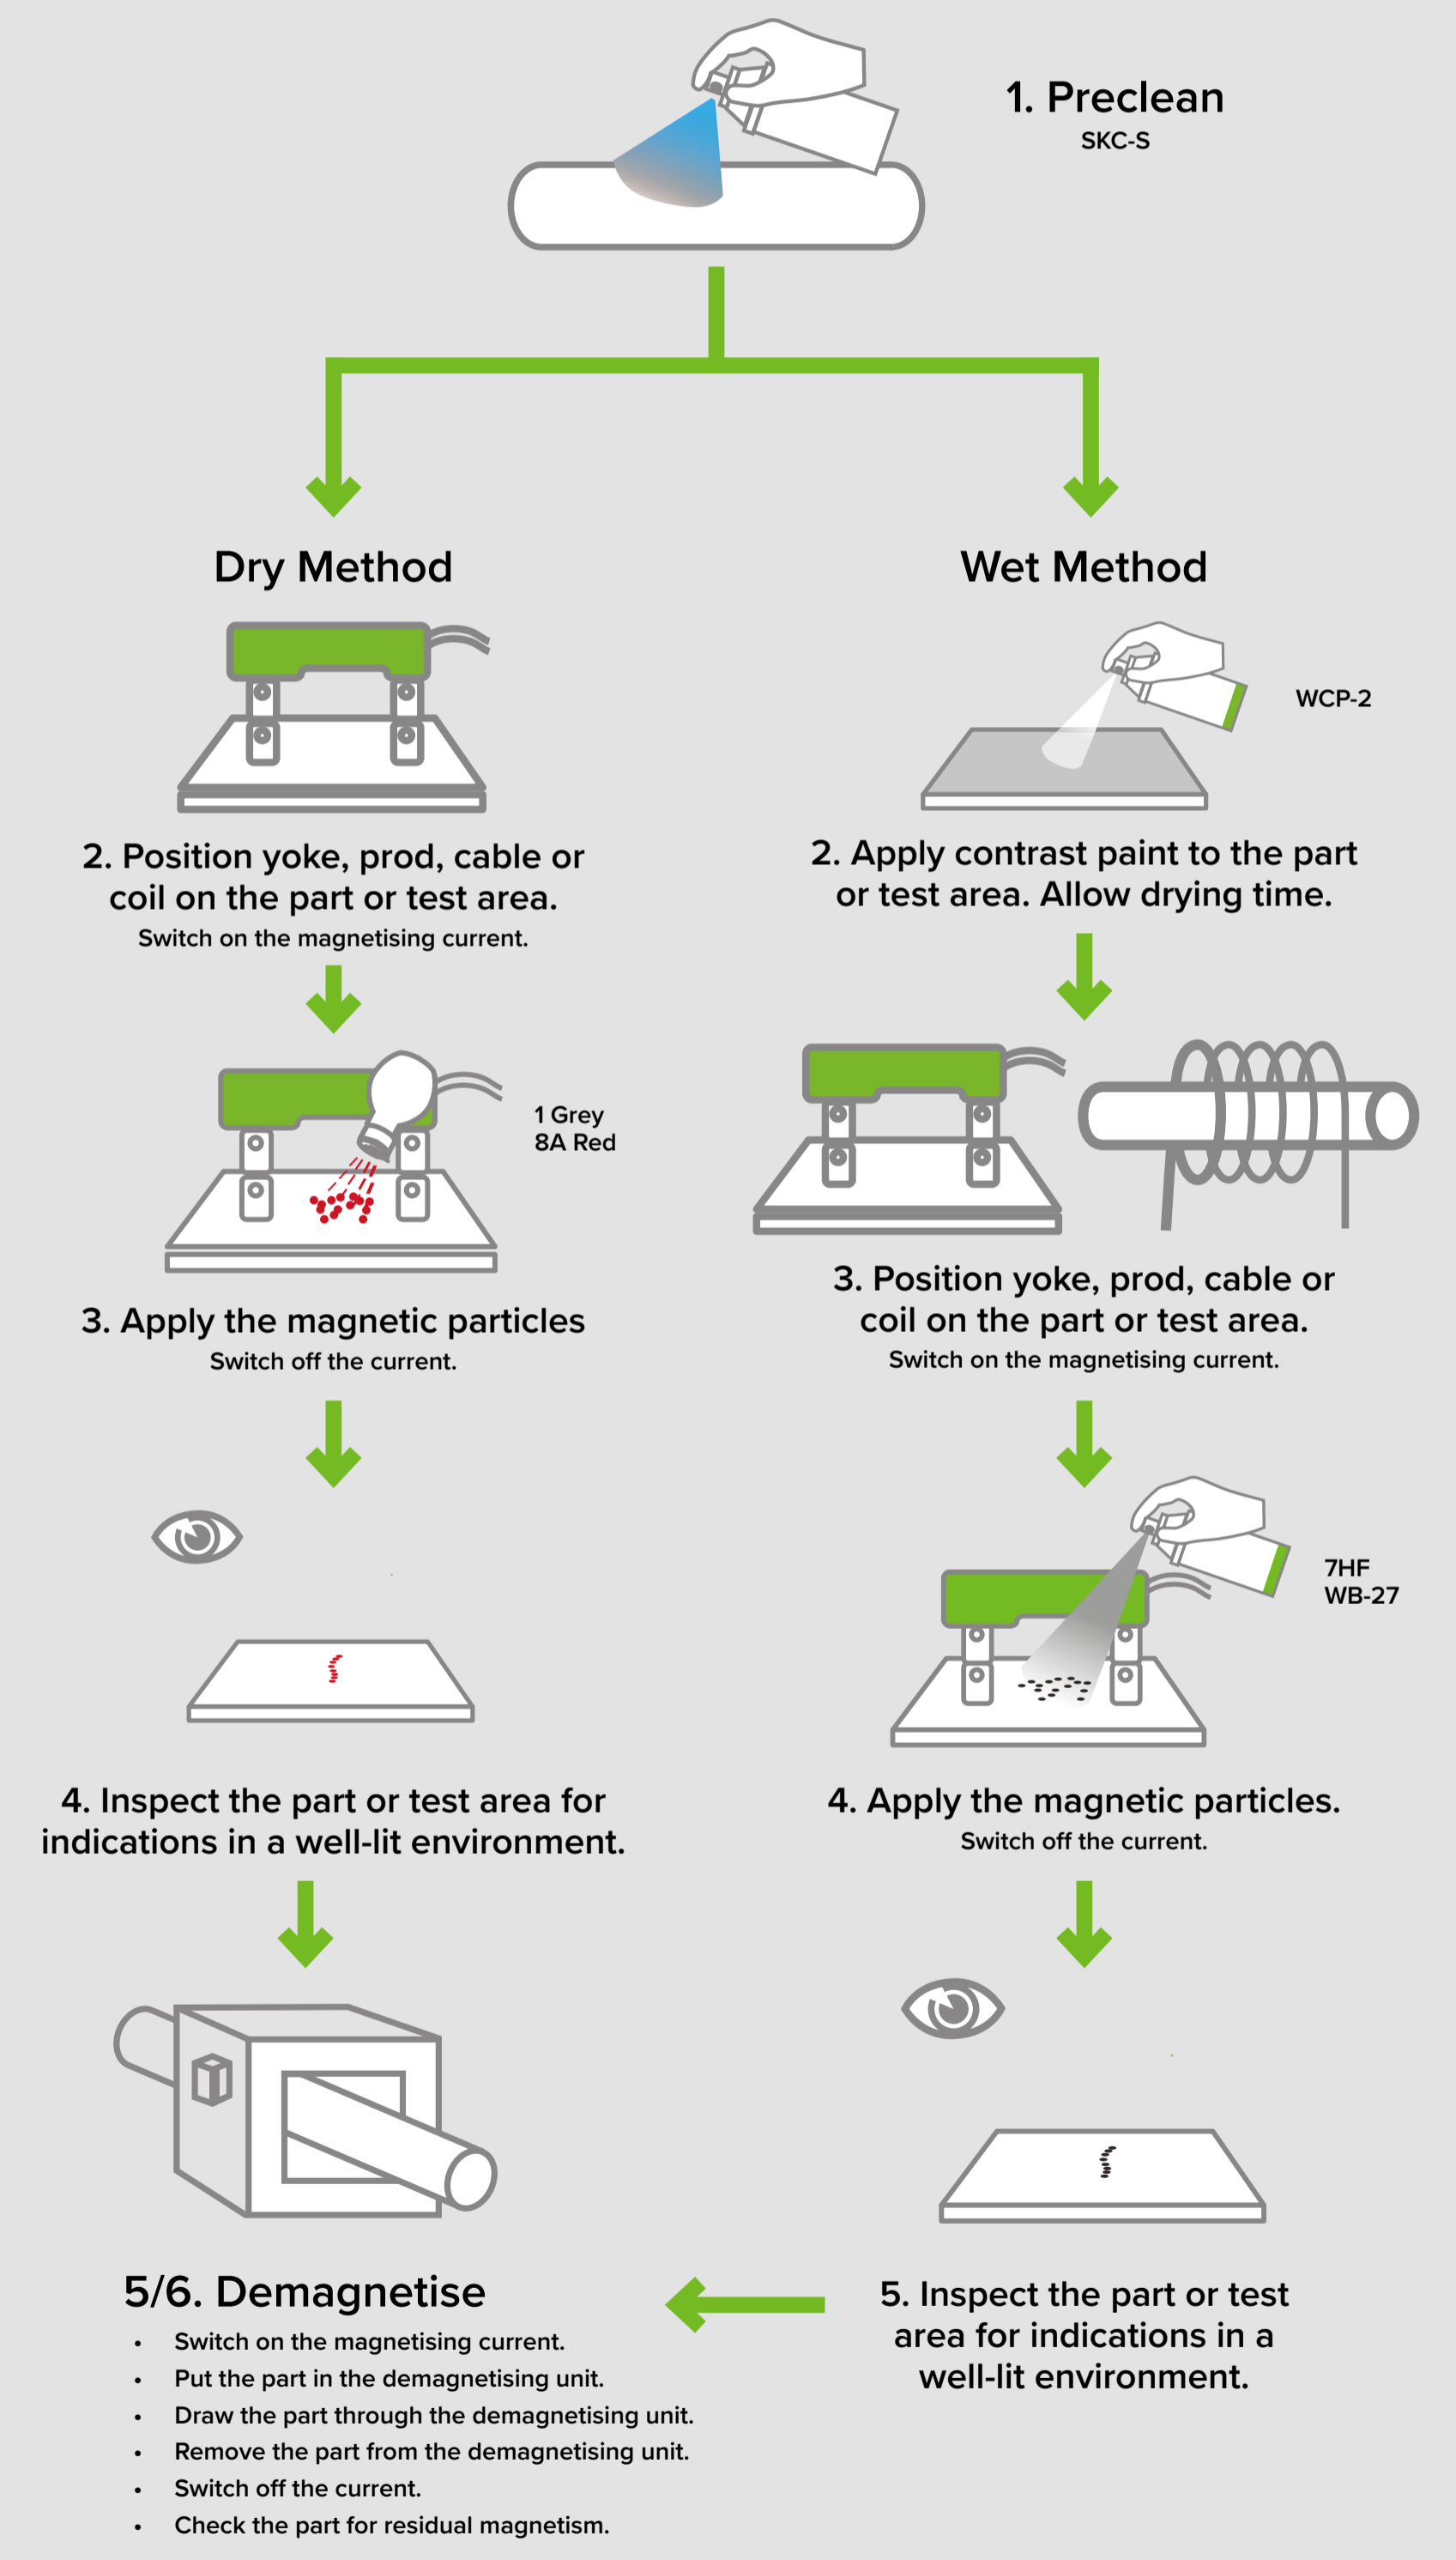 1. Preclean
SKC-S
Dry Method
2. Position yoke, prod, cable or
coil on the part or test area.
Switch on the magnetising current.
1 Grey
8A Red
3. Apply the magnetic particles
Switch off the current.
4. Inspect the part or test area for
indications in a well-lit environment.
Wet Method
WCP-2
2. Apply contrast paint to the part
or test area. Allow drying time.
3. Position yoke, prod, cable or
coil on the part or test area.
Switch on the magnetising current.
7HF
WB-27
4. Apply the magnetic particles.
Switch off the current.
5. Inspect the part or test
area for indications in a
well-lit environment.
5/6. Demagnetise
• Switch on the magnetising current.
• Put the part in the demagnetising unit.
• Draw the part through the demagnetising unit.
• Remove the part from the demagnetising unit.
• Switch off the current.
• Check the part for residual magnetism.